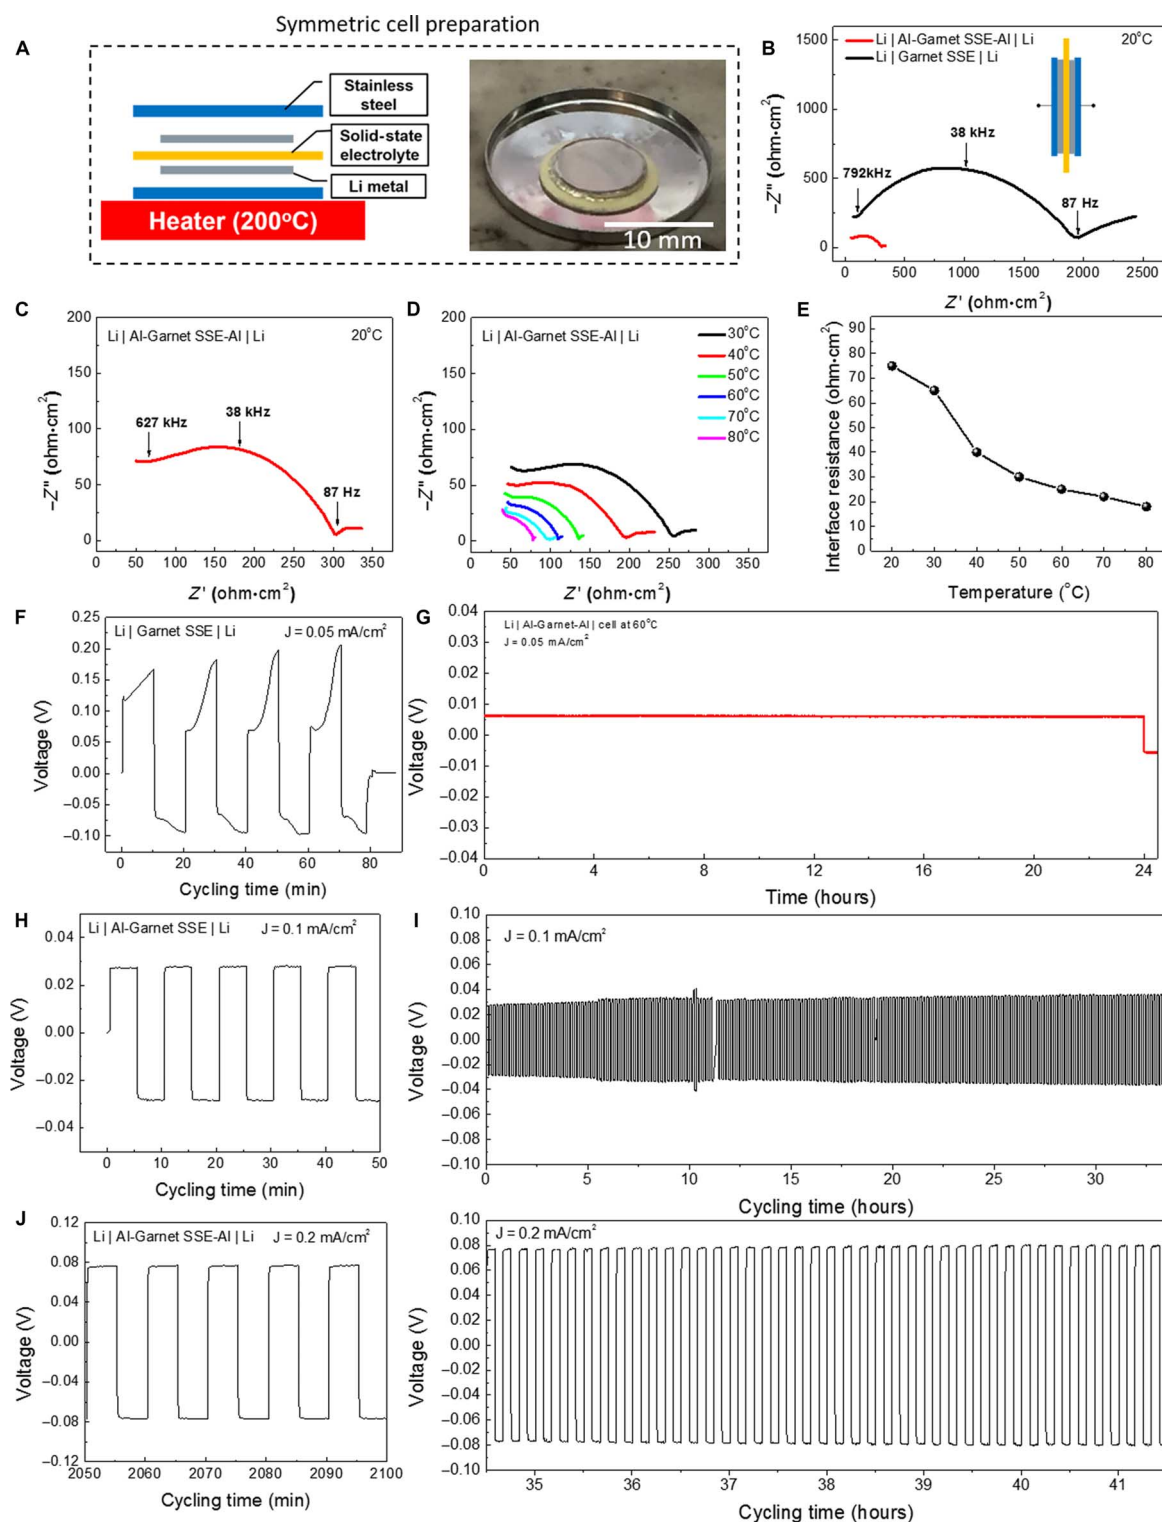 Symmetric cell preparation
A
Stainless
steel
Solid-state
electrolyte
Li metal
Heater (200°C)
10 mm
B
Li | Al-Garnet SSE-Al | Li
20°C
Li | Garnet SSE | Li
1500
1000
500
0
−Z'' (ohm·cm²)
792kHz
38 kHz
87 Hz
0 500 1000 1500 2000 2500
Z' (ohm·cm²)
C
Li | Al-Garnet SSE-Al | Li
20°C
200
150
100
50
0
−Z'' (ohm·cm²)
627 kHz
38 kHz
87 Hz
0 50 100 150 200 250 300 350
Z' (ohm·cm²)
D
Li | Al-Garnet SSE-Al | Li
30°C
40°C
50°C
60°C
70°C
80°C
200
150
100
50
0
−Z'' (ohm·cm²)
0 50 100 150 200 250 300 350
Z' (ohm·cm²)
E
90
80
70
60
50
40
30
20
10
0
Interface resistance (ohm·cm²)
20 30 40 50 60 70 80
Temperature (°C)
F
Li | Garnet SSE | Li
J = 0.05 mA/cm²
0.25
0.20
0.15
0.10
0.05
0.00
−0.05
−0.10
Voltage (V)
0 20 40 60 80
Cycling time (min)
G
Li | Al-Garnet-Al | cell at 60°C
J = 0.05 mA/cm²
0.04
0.03
0.02
0.01
0.00
−0.01
−0.02
−0.03
−0.04
Voltage (V)
0 4 8 12 16 20 24
Time (hours)
H
Li | Al-Garnet SSE | Li
J = 0.1 mA/cm²
0.04
0.02
0.00
−0.02
−0.04
Voltage (V)
0 10 20 30 40 50
Cycling time (min)
I
J = 0.1 mA/cm²
0.10
0.08
0.06
0.04
0.02
0.00
−0.02
−0.04
−0.06
−0.08
−0.10
Voltage (V)
0 5 10 15 20 25 30
Cycling time (hours)
J
Li | Al-Garnet SSE-Al | Li
J = 0.2 mA/cm²
0.12
0.08
0.04
0.00
−0.04
−0.08
−0.12
Voltage (V)
2050 2060 2070 2080 2090 2100
Cycling time (min)
J = 0.2 mA/cm²
0.10
0.08
0.06
0.04
0.02
0.00
−0.02
−0.04
−0.06
−0.08
−0.10
Voltage (V)
35 36 37 38 39 40 41
Cycling time (hours)